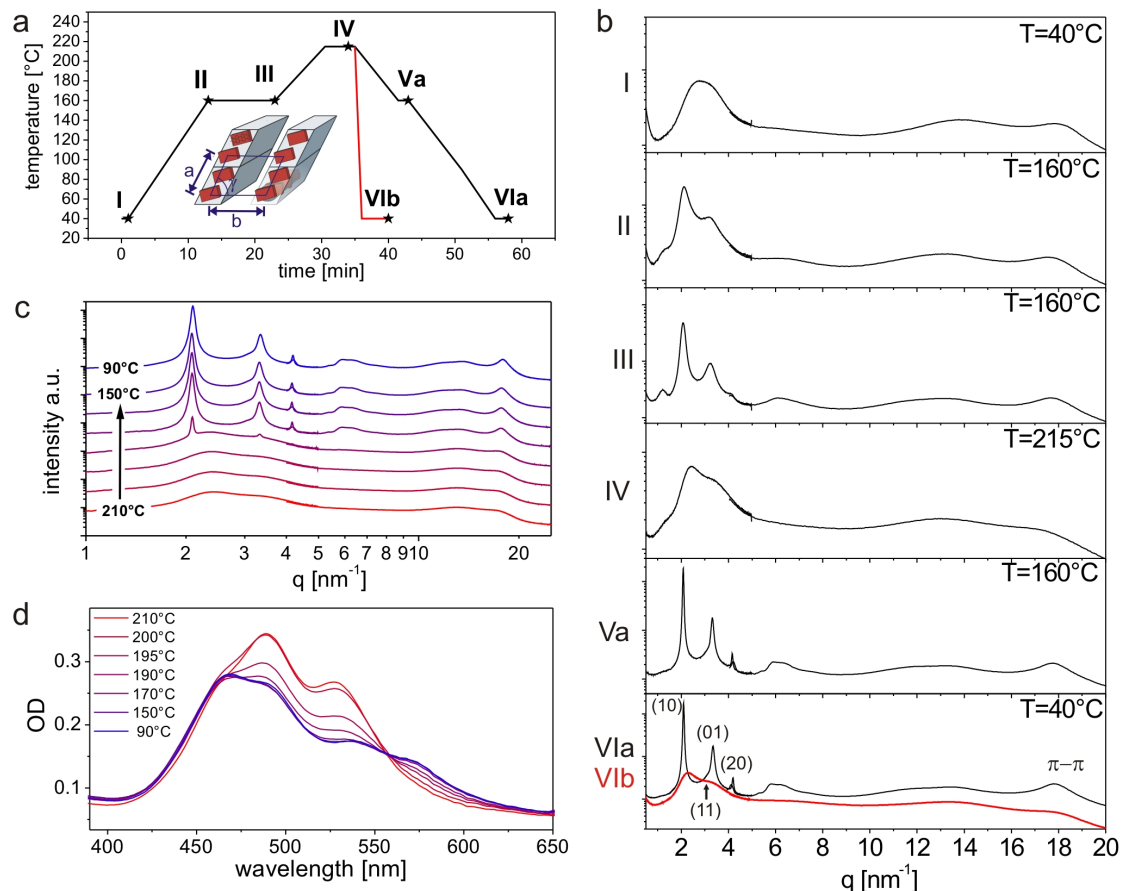 a
temperature [°C]
240
220
200
180
160
140
120
100
80
60
40
20
I
II
III
IV
Va
VIb
VIa
a
γ
b
0
10
20
30
40
50
60
time [min]
b
T=40°C
I
T=160°C
II
T=160°C
III
T=215°C
IV
T=160°C
Va
T=40°C
VIa
VIb
(10)
(01)
(20)
(11)
π–π
2 4 6 8 10 12 14 16 18 20
q [nm⁻¹]
c
intensity a.u.
90°C
150°C
210°C
1 2 3 4 5 6 7 8 9 10 20
q [nm⁻¹]
d
OD
0.3
0.2
0.1
210°C
200°C
195°C
190°C
170°C
150°C
90°C
400 450 500 550 600 650
wavelength [nm]